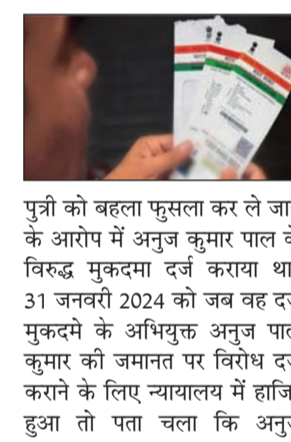 पुत्री को बहला फुसला कर ले जा
के आरोप में अनुज कुमार पाल
विरुद्ध मुकदमा दर्ज कराया था
31 जनवरी 2024 को जब वह
मुकदमे के अभियुक्त अनुज
कुमार की जमानत पर विरोध
कराने के लिए न्यायालय में
हुआ तो पता चला कि